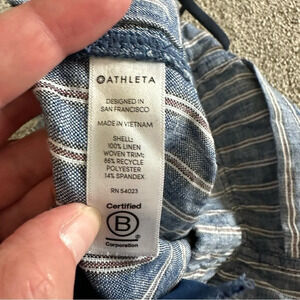 ATHLETA
DESIGNED IN
SAN FRANCISCO
MADE IN VIETNAM
SHELL:
100% LINEN
WOVEN TRIM:
86% RECYCLE
POLYESTER
14% SPANDEX
RN 54023
Certified
B
Corporation